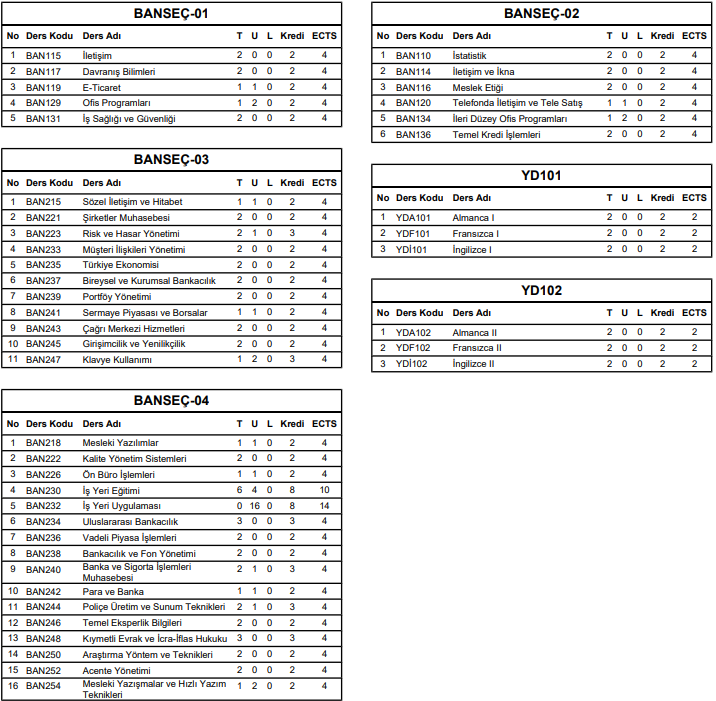 BANSEÇ-01
No Ders Kodu Ders Adı T U L Kredi ECTS
1 BAN115 İletişim 2 0 0 2 4
2 BAN117 Davranış Bilimleri 2 0 0 2 4
3 BAN119 E-Ticaret 1 1 0 2 4
4 BAN129 Ofis Programları 1 2 0 2 4
5 BAN131 İş Sağlığı ve Güvenliği 2 0 0 2 4
BANSEÇ-03
No Ders Kodu Ders Adı T U L Kredi ECTS
1 BAN215 Sözel İletişim ve Hitabet 1 1 0 2 4
2 BAN221 Şirketler Muhasebesi 2 0 0 2 4
3 BAN223 Risk ve Hasar Yönetimi 2 1 0 3 4
4 BAN233 Müşteri İlişkileri Yönetimi 2 0 0 2 4
5 BAN235 Türkiye Ekonomisi 2 0 0 2 4
6 BAN237 Bireysel ve Kurumsal Bankacılık 2 0 0 2 4
7 BAN239 Portföy Yönetimi 2 0 0 2 4
8 BAN241 Sermaye Piyasası ve Borsalar 1 1 0 2 4
9 BAN243 Çağrı Merkezi Hizmetleri 2 0 0 2 4
10 BAN245 Girişimcilik ve Yenilikçilik 2 0 0 2 4
11 BAN247 Klavye Kullanımı 1 2 0 3 4
BANSEÇ-04
No Ders Kodu Ders Adı T U L Kredi ECTS
1 BAN218 Mesleki Yazılımlar 1 1 0 2 4
2 BAN222 Kalite Yönetim Sistemleri 2 0 0 2 4
3 BAN226 Ön Büro İşlemleri 1 1 0 2 4
4 BAN230 İş Yeri Eğitimi 6 4 0 8 10
5 BAN232 İş Yeri Uygulaması 0 16 0 8 14
6 BAN234 Uluslararası Bankacılık 3 0 0 3 4
7 BAN236 Vadeli Piyasa İşlemleri 2 0 0 2 4
8 BAN238 Bankacılık ve Fon Yönetimi 2 0 0 2 4
9 BAN240 Banka ve Sigorta İşlemleri 2 1 0 3 4
Muhasebesi
10 BAN242 Para ve Banka 1 1 0 2 4
11 BAN244 Poliçe Üretim ve Sunum Teknikleri 2 1 0 3 4
12 BAN246 Temel Eksperlik Bilgileri 2 0 0 2 4
13 BAN248 Kıymetli Evrak ve İcra-İflas Hukuku 3 0 0 3 4
14 BAN250 Araştırma Yöntem ve Teknikleri 2 0 0 2 4
15 BAN252 Acente Yönetimi 2 0 0 2 4
16 BAN254 Mesleki Yazışmalar ve Hızlı Yazım 1 2 0 2 4
Teknikleri
BANSEÇ-02
No Ders Kodu Ders Adı T U L Kredi ECTS
1 BAN110 İstatistik 2 0 0 2 4
2 BAN114 İletişim ve İkna 2 0 0 2 4
3 BAN116 Meslek Etiği 2 0 0 2 4
4 BAN120 Telefonda İletişim ve Tele Satış 1 1 0 2 4
5 BAN134 İleri Düzey Ofis Programları 1 2 0 2 4
6 BAN136 Temel Kredi İşlemleri 2 0 0 2 4
YD101
No Ders Kodu Ders Adı T U L Kredi ECTS
1 YDA101 Almanca I 2 0 0 2 2
2 YDF101 Fransızca I 2 0 0 2 2
3 YDİ101 İngilizce I 2 0 0 2 2
YD102
No Ders Kodu Ders Adı T U L Kredi ECTS
1 YDA102 Almanca II 2 0 0 2 2
2 YDF102 Fransızca II 2 0 0 2 2
3 YDİ102 İngilizce II 2 0 0 2 2